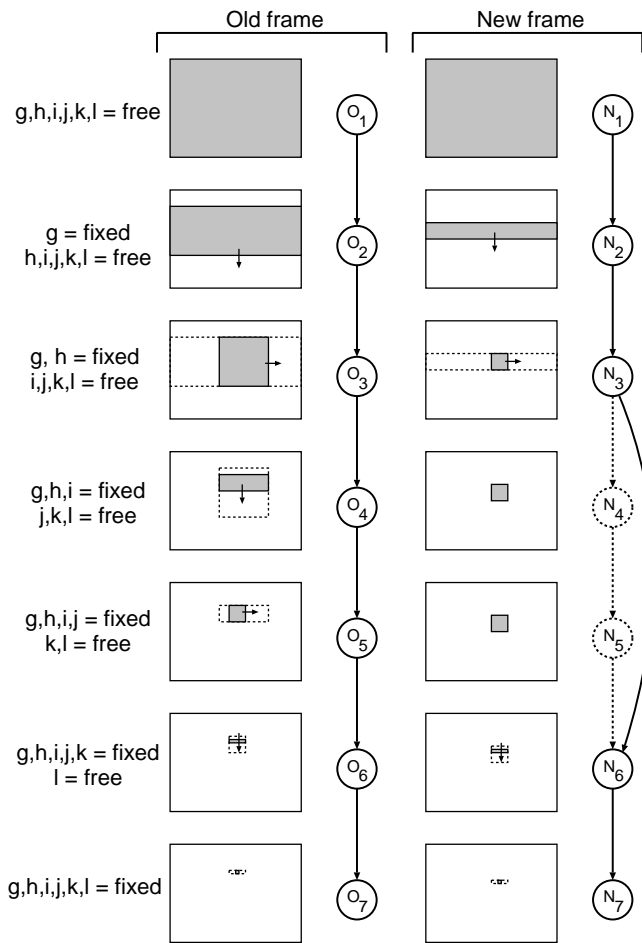 Old frame
New frame
g,h,i,j,k,l = free
O1
N1
g = fixed
h,i,j,k,l = free
O2
N2
g, h = fixed
i,j,k,l = free
O3
N3
g,h,i = fixed
j,k,l = free
O4
N4
g,h,i,j = fixed
k,l = free
O5
N5
g,h,i,j,k = fixed
l = free
O6
N6
g,h,i,j,k,l = fixed
O7
N7